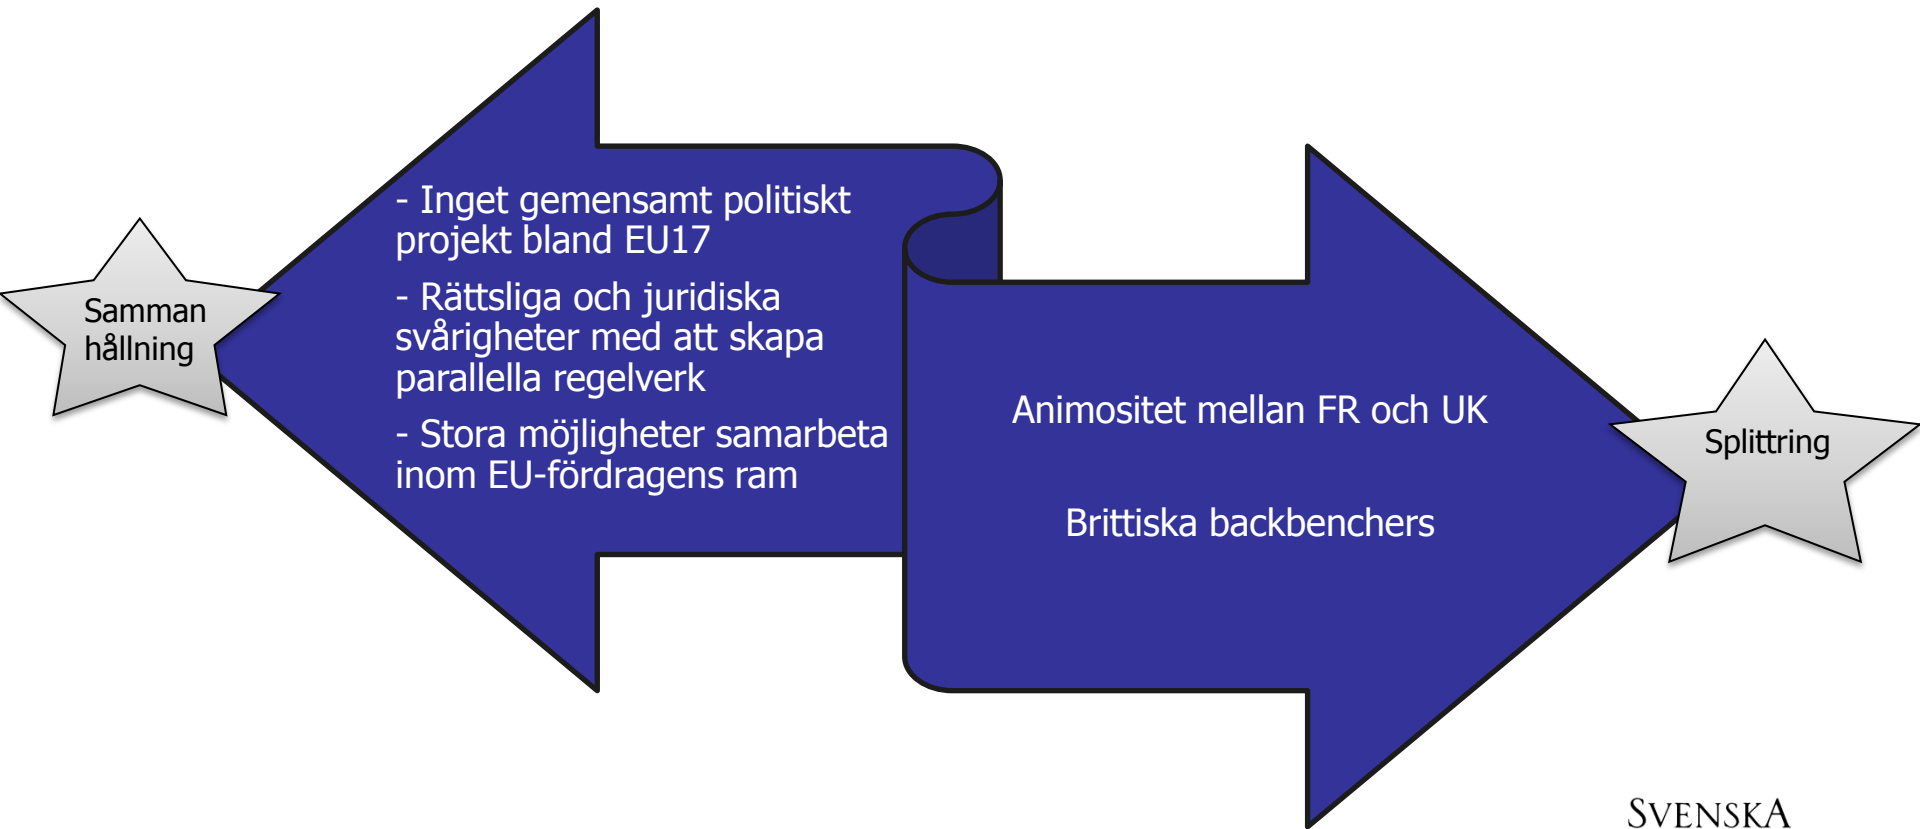 Samman
hållning
- Inget gemensamt politiskt
projekt bland EU17
- Rättsliga och juridiska
svårigheter med att skapa
parallella regelverk
- Stora möjligheter samarbeta
inom EU-fördragens ram
Animositet mellan FR och UK
Brittiska backbenchers
Splittring
SVENSKA